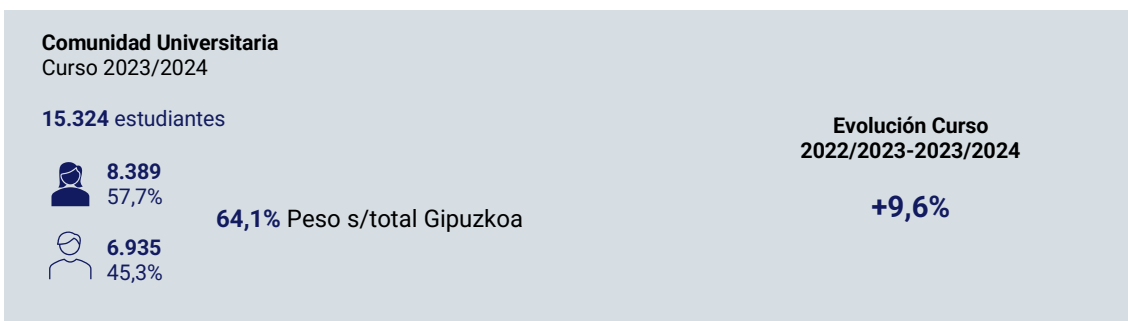 Comunidad Universitaria
Curso 2023/2024
15.324 estudiantes
8.389
57,7%
64,1% Peso s/total Gipuzkoa
6.935
45,3%
Evolución Curso
2022/2023-2023/2024
+9,6%